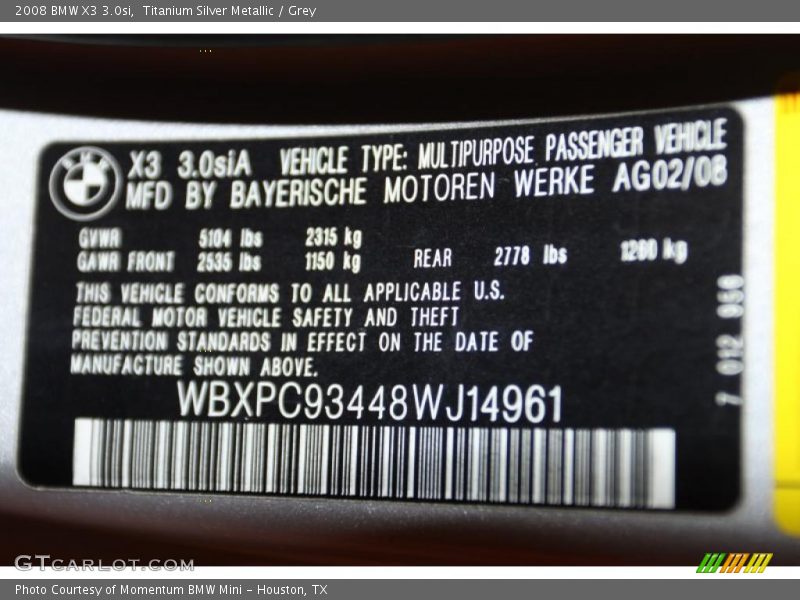 2008 BMW X3 3.0si, Titanium Silver Metallic / Grey
X3 3.0siA VEHICLE TYPE: MULTIPURPOSE PASSENGER VEHICLE
MFD BY BAYERISCHE MOTOREN WERKE AG02/08
GVWR 5104 lbs 2315 kg
GAWR FRONT 2535 lbs 1150 kg REAR 2778 lbs 1260 kg
THIS VEHICLE CONFORMS TO ALL APPLICABLE U.S.
FEDERAL MOTOR VEHICLE SAFETY AND THEFT
PREVENTION STANDARDS IN EFFECT ON THE DATE OF
MANUFACTURE SHOWN ABOVE.
WBXPC93448WJ14961
7 012
GTCARLOT.COM
Photo Courtesy of Momentum BMW Mini - Houston, TX